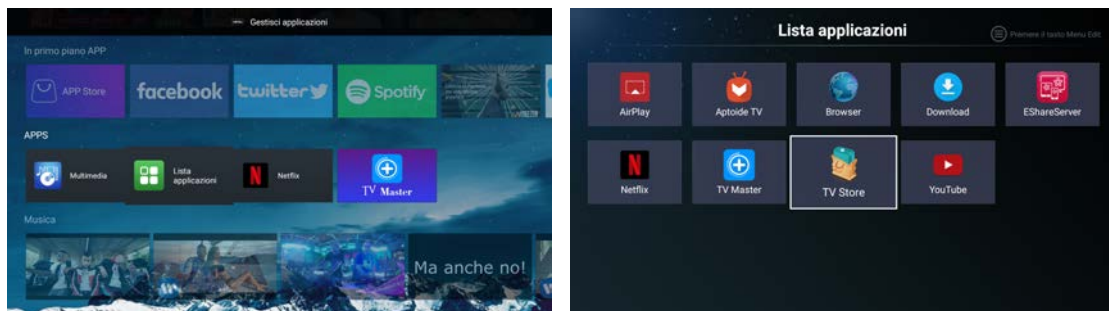 Gestisci applicazioni
In primo piano APP
APP Store
facebook
twitter
Spotify
APPS
Multimedia
Lista
applicazioni
Netflix
TV Master
Musica
Ma anche no!
Lista applicazioni
Premere il tasto Menu Edit
AirPlay
Aptoide TV
Browser
Download
EShareServer
Netflix
TV Master
TV Store
YouTube